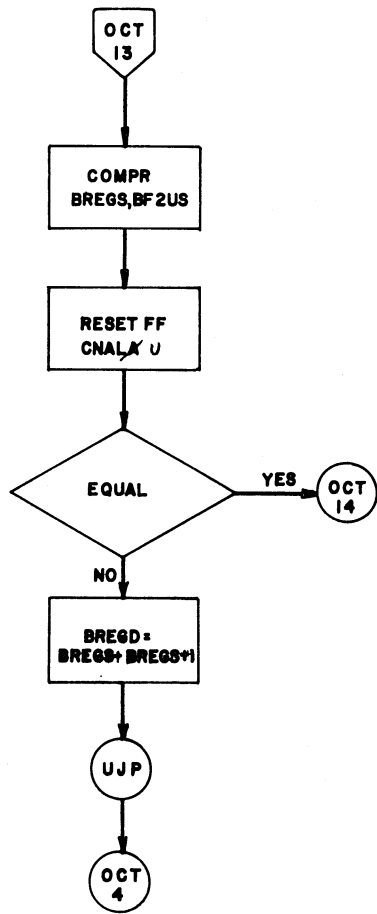 OCT
13
COMPR
BREGS,BF2US
RESET FF
CNALA U
EQUAL
YES
OCT
14
NO
BREGD=
BREGS+ BREGS+1
UJP
OCT
4